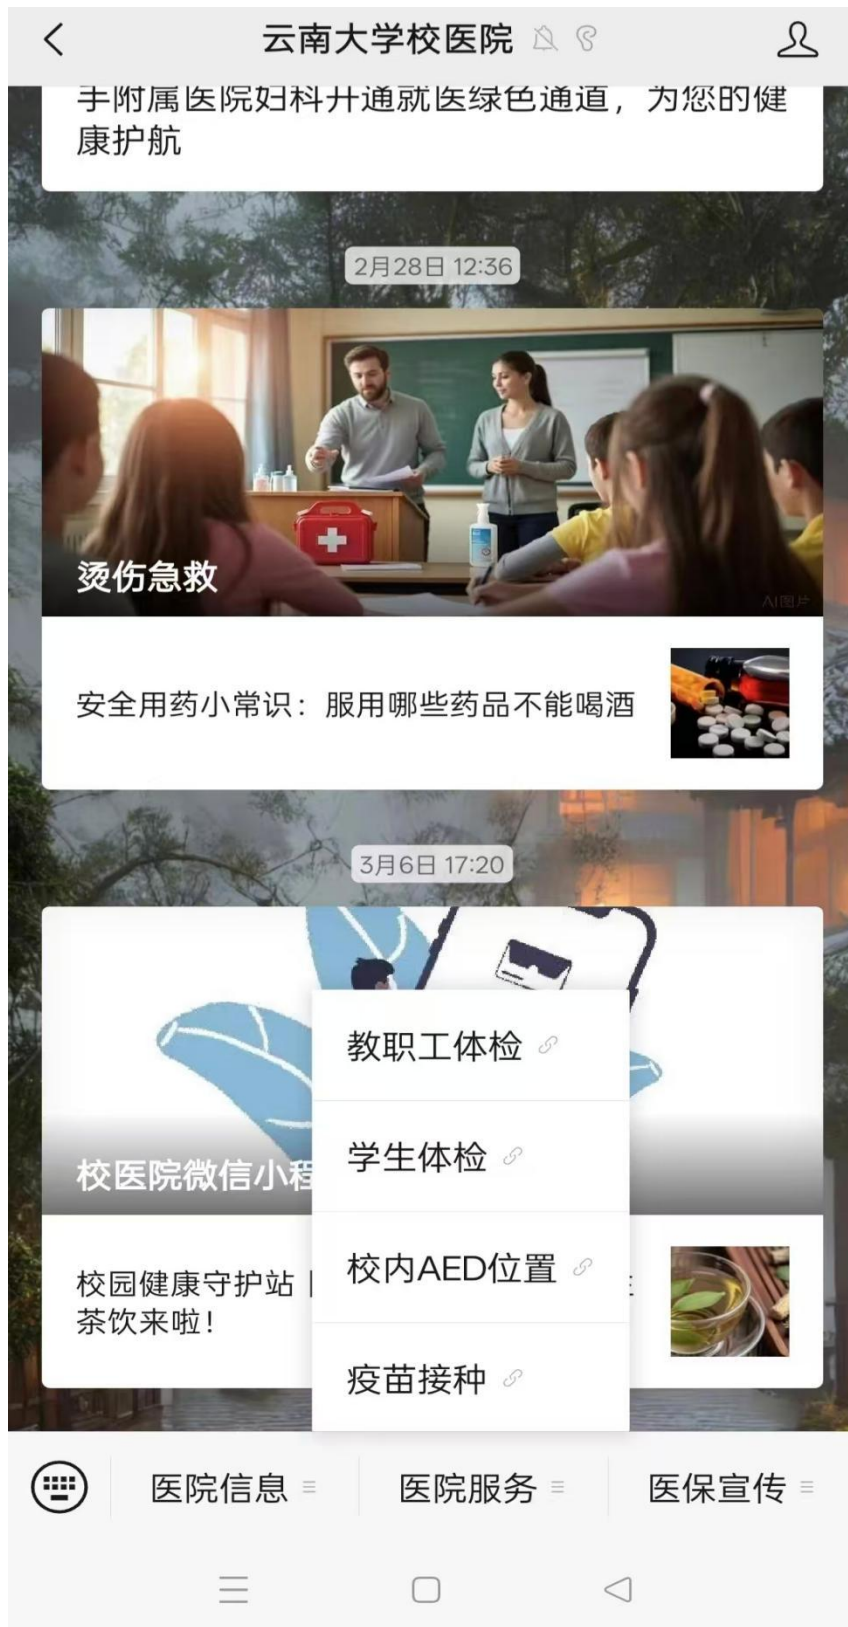 云南大学校医院
手附属医院妇科开通就医绿色通道，为您的健
康护航
2月28日 12:36
烫伤急救
AI图片
安全用药小常识：服用哪些药品不能喝酒
3月6日 17:20
教职工体检
学生体检
校医院微信小程
校内AED位置
校园健康守护站
茶饮来啦！
疫苗接种
医院信息
医院服务
医保宣传